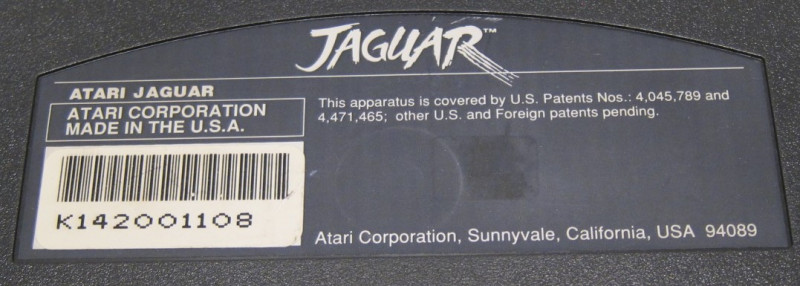 JAGUAR™
ATARI JAGUAR
ATARI CORPORATION
MADE IN THE U.S.A.
This apparatus is covered by U.S. Patents Nos.: 4,045,789 and
4,471,465; other U.S. and Foreign patents pending.
K142001108
Atari Corporation, Sunnyvale, California, USA 94089